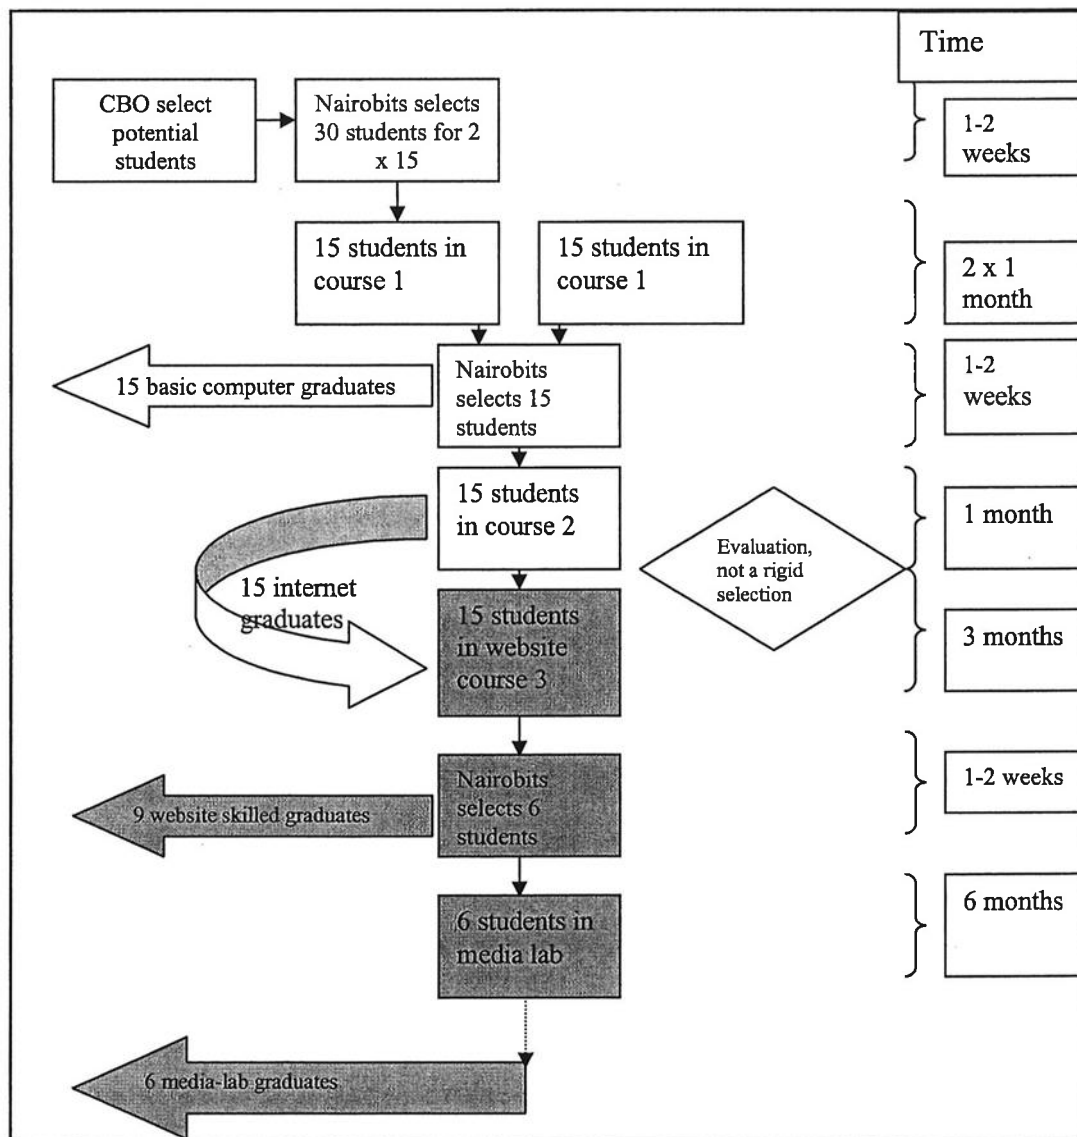 Time
CBO select
potential
students
Nairobits selects
30 students for 2
x 15
1-2
weeks
15 students in
course 1
15 students in
course 1
2 x 1
month
15 basic computer graduates
Nairobits
selects 15
students
1-2
weeks
15 students
in course 2
1 month
Evaluation,
not a rigid
selection
15 internet
graduates
15 students
in website
course 3
3 months
9 website skilled graduates
Nairobits
selects 6
students
1-2 weeks
6 students in
media lab
6 months
6 media-lab graduates